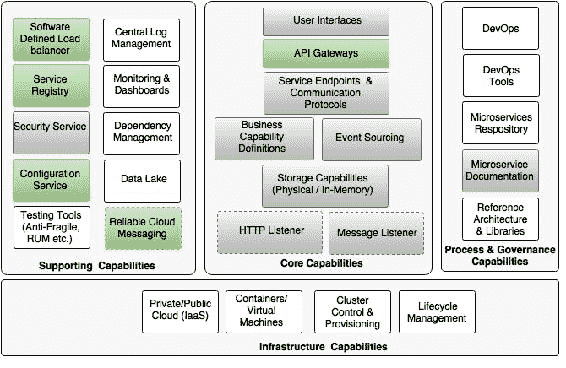 Software
Defined Load
balancer
Central Log
Management
Service
Registry
Monitoring &
Dashboards
Security Service
Dependency
Management
Configuration
Service
Data Lake
Testing Tools
(Anti-Fragile,
RUM etc.)
Reliable Cloud
Messaging
Supporting Capabilities
User Interfaces
API Gateways
Service Endpoints &
Communication
Protocols
Business
Capability
Definitions
Event Sourcing
Storage Capabilities
(Physical / In-Memory)
HTTP Listener
Message Listener
Core Capabilities
DevOps
DevOps
Tools
Microservices
Respository
Microservice
Documentation
Reference
Architecture
& Libraries
Process & Governance
Capabilities
Private/Public
Cloud (IaaS)
Containers/
Virtual
Machines
Cluster
Control &
Provisioning
Lifecycle
Management
Infrastructure Capabilities